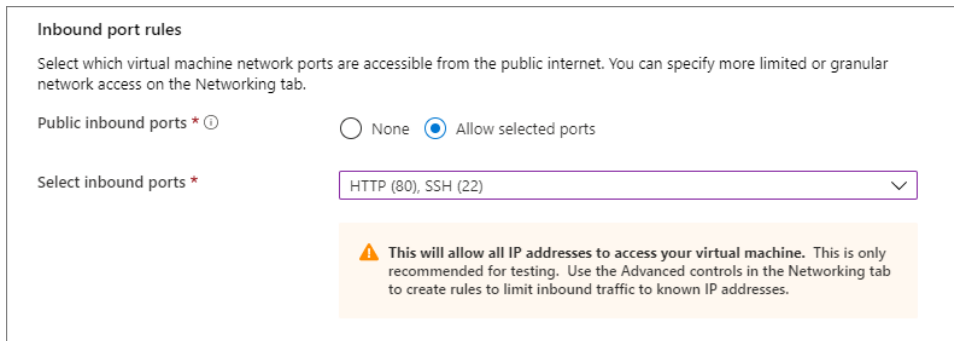 Inbound port rules
Select which virtual machine network ports are accessible from the public internet. You can specify more limited or granular
network access on the Networking tab.
Public inbound ports * None Allow selected ports
Select inbound ports * HTTP (80), SSH (22)
This will allow all IP addresses to access your virtual machine. This is only
recommended for testing. Use the Advanced controls in the Networking tab
to create rules to limit inbound traffic to known IP addresses.